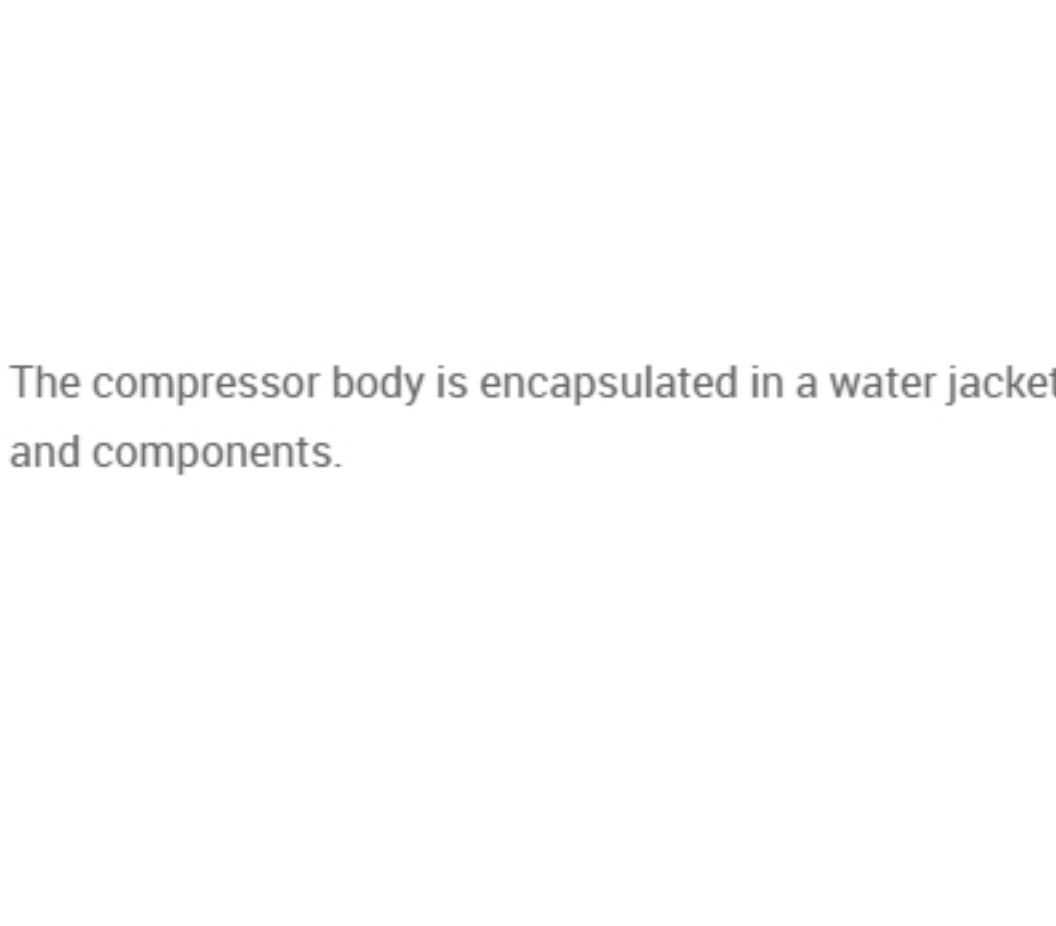 The compressor body is encapsulated in a water jacket
and components.